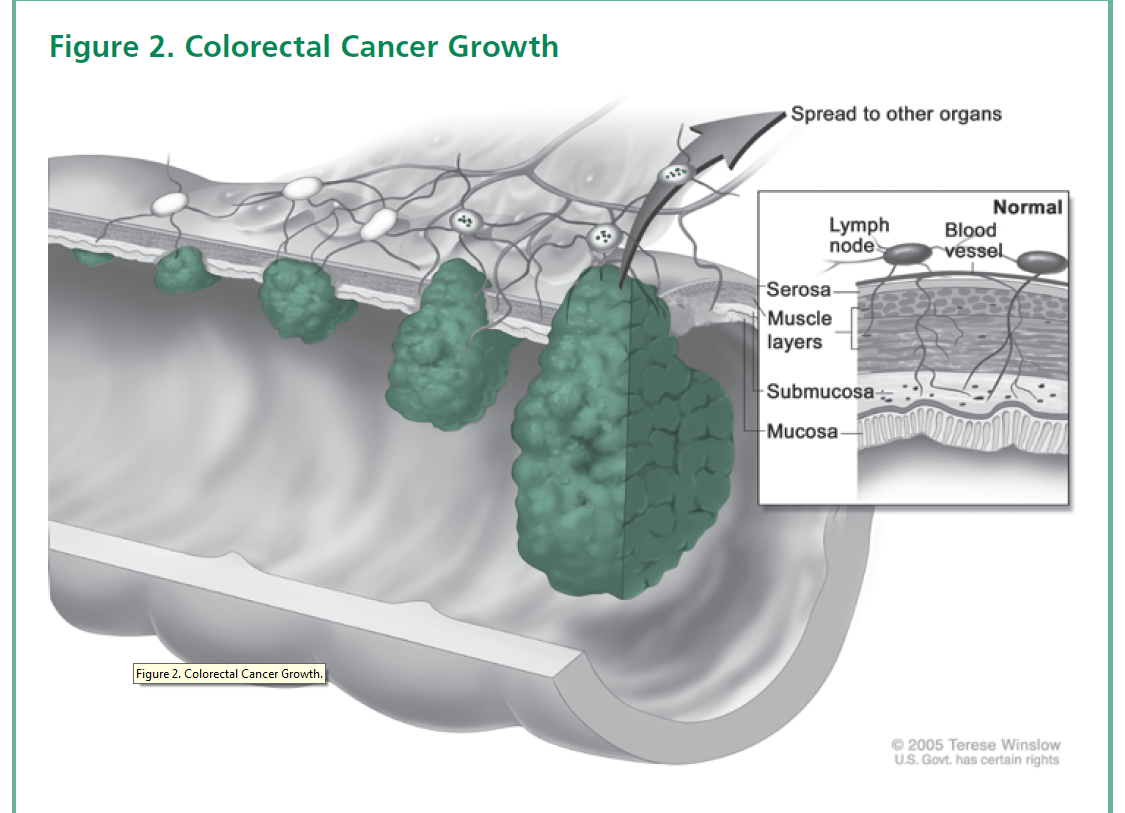 Figure 2. Colorectal Cancer Growth
Spread to other organs
Normal
Lymph
node
Blood
vessel
Serosa
Muscle
layers
Submucosa
Mucosa
Figure 2. Colorectal Cancer Growth.
© 2005 Terese Winslow
U.S. Govt. has certain rights